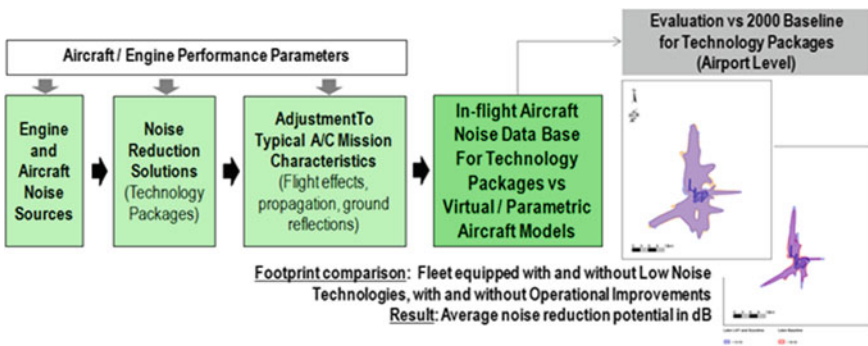 Aircraft / Engine Performance Parameters
Evaluation vs 2000 Baseline
for Technology Packages
(Airport Level)
Engine
and
Aircraft
Noise
Sources
Noise
Reduction
Solutions
(Technology
Packages)
AdjustmentTo
Typical A/C Mission
Characteristics
(Flight effects,
propagation, ground
reflections)
In-flight Aircraft
Noise Data Base
For Technology
Packages vs
Virtual / Parametric
Aircraft Models
Footprint comparison: Fleet equipped with and without Low Noise
Technologies, with and without Operational Improvements
Result: Average noise reduction potential in dB